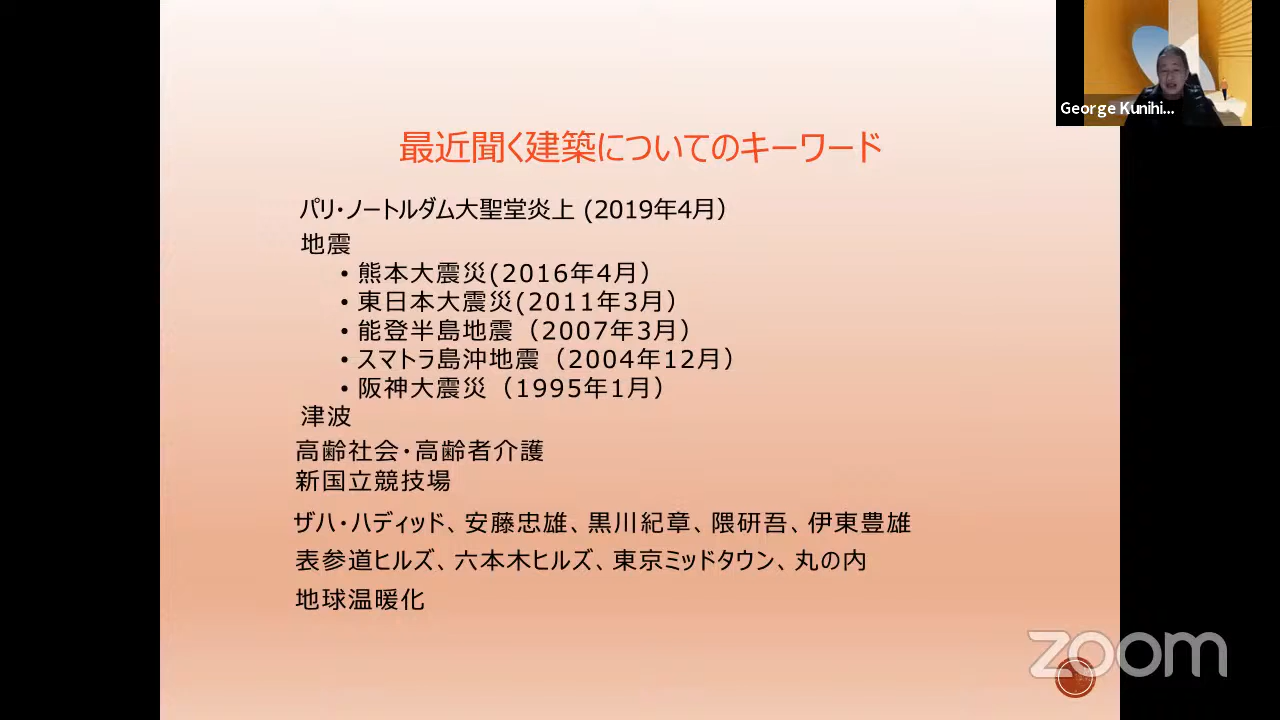 最近聞く建築についてのキーワード
パリ・ノートルダム大聖堂炎上 (2019年4月）
地震
• 熊本大震災(2016年4月）
• 東日本大震災(2011年3月）
• 能登半島地震（2007年3月）
• スマトラ島沖地震（2004年12月）
• 阪神大震災（1995年1月）
津波
高齢社会・高齢者介護
新国立競技場
ザハ・ハディッド、安藤忠雄、黒川紀章、隈研吾、伊東豊雄
表参道ヒルズ、六本木ヒルズ、東京ミッドタウン、丸の内
地球温暖化
George Kunihi...
zoom